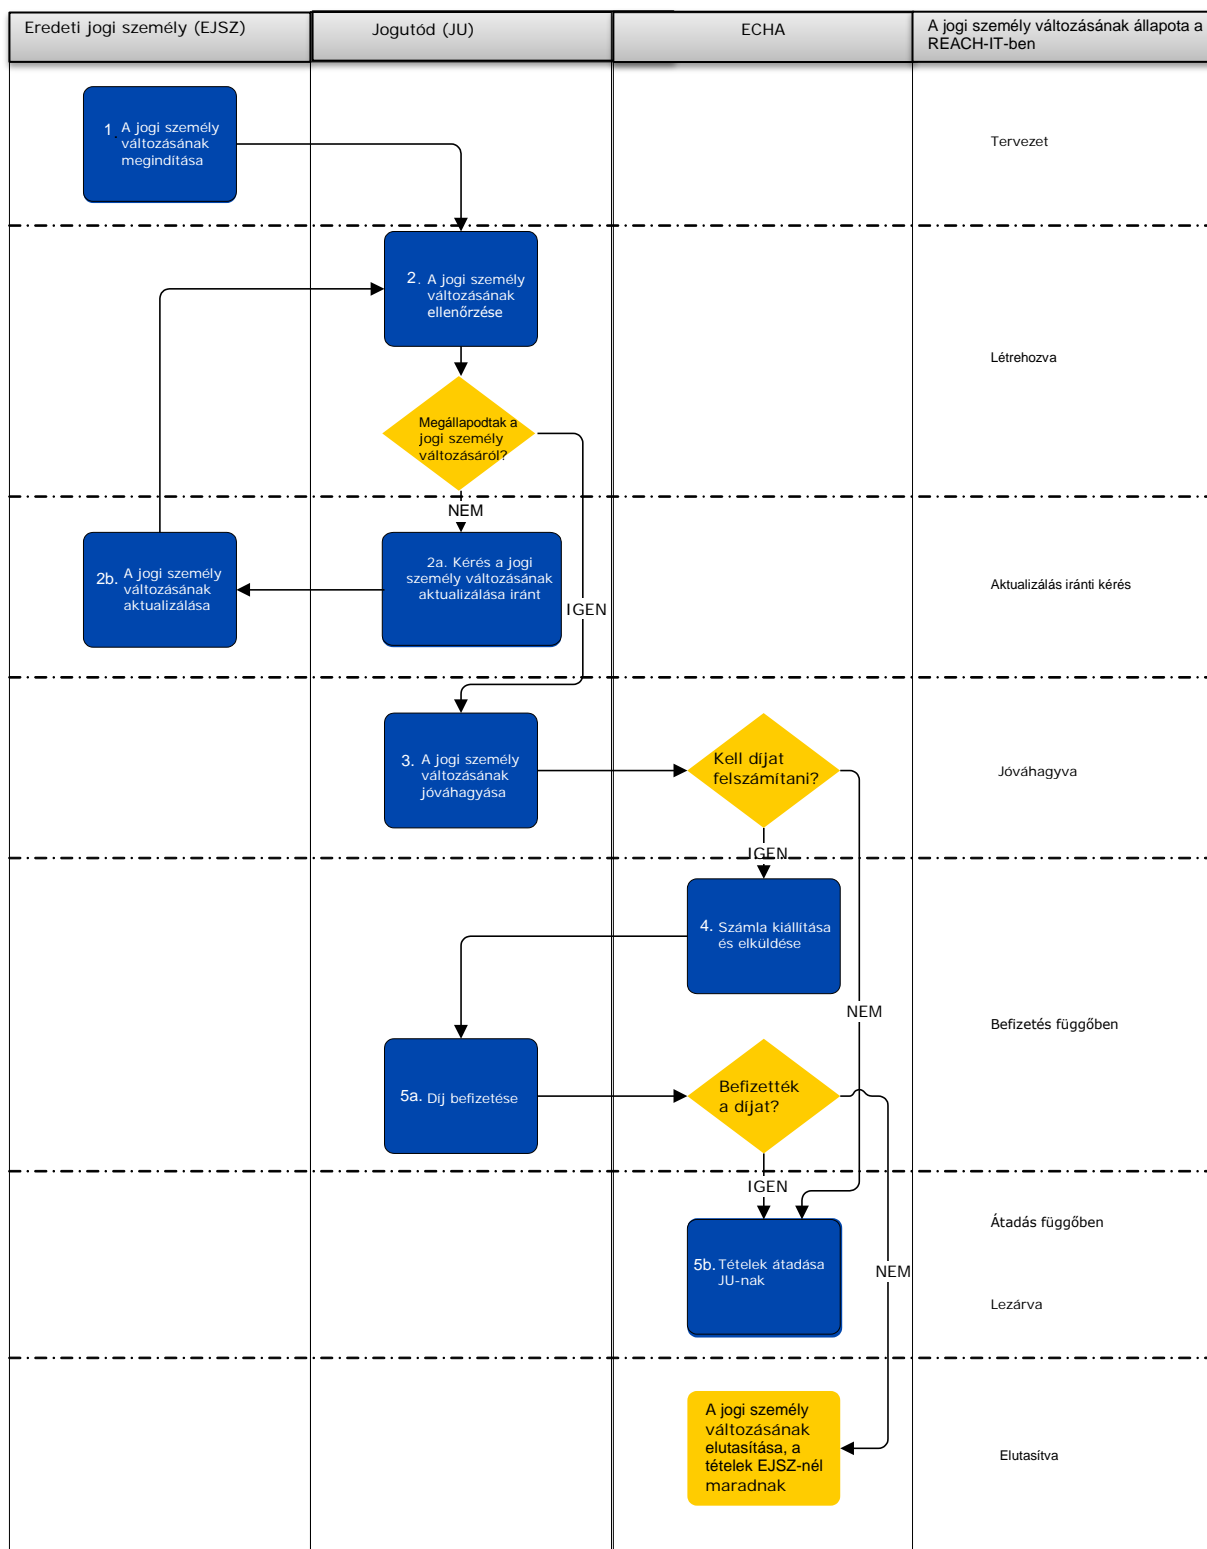 Eredeti jogi személy (EJSZ)
Jogutód (JU)
ECHA
A jogi személy változásának állapota a
REACH-IT-ben
1. A jogi személy
változásának
megindítása
Tervezet
2. A jogi személy
változásának
ellenőrzése
Létrehozva
Megállapodtak a
jogi személy
változásáról?
NEM
2b. A jogi személy
változásának
aktualizálása
2a. Kérés a jogi
személy változásának
aktualizálása iránt
IGEN
Aktualizálás iránti kérés
3. A jogi személy
változásának
jóváhagyása
Kell díjat
felszámítani?
Jóváhagyva
IGEN
4. Számla kiállítása
és elküldése
NEM
Befizetés függőben
5a. Díj befizetése
Befizették
a díjat?
IGEN
Átadás függőben
5b. Tételek átadása
JU-nak
NEM
Lezárva
A jogi személy
változásának
elutasítása, a
tételek EJSZ-nél
maradnak
Elutasítva